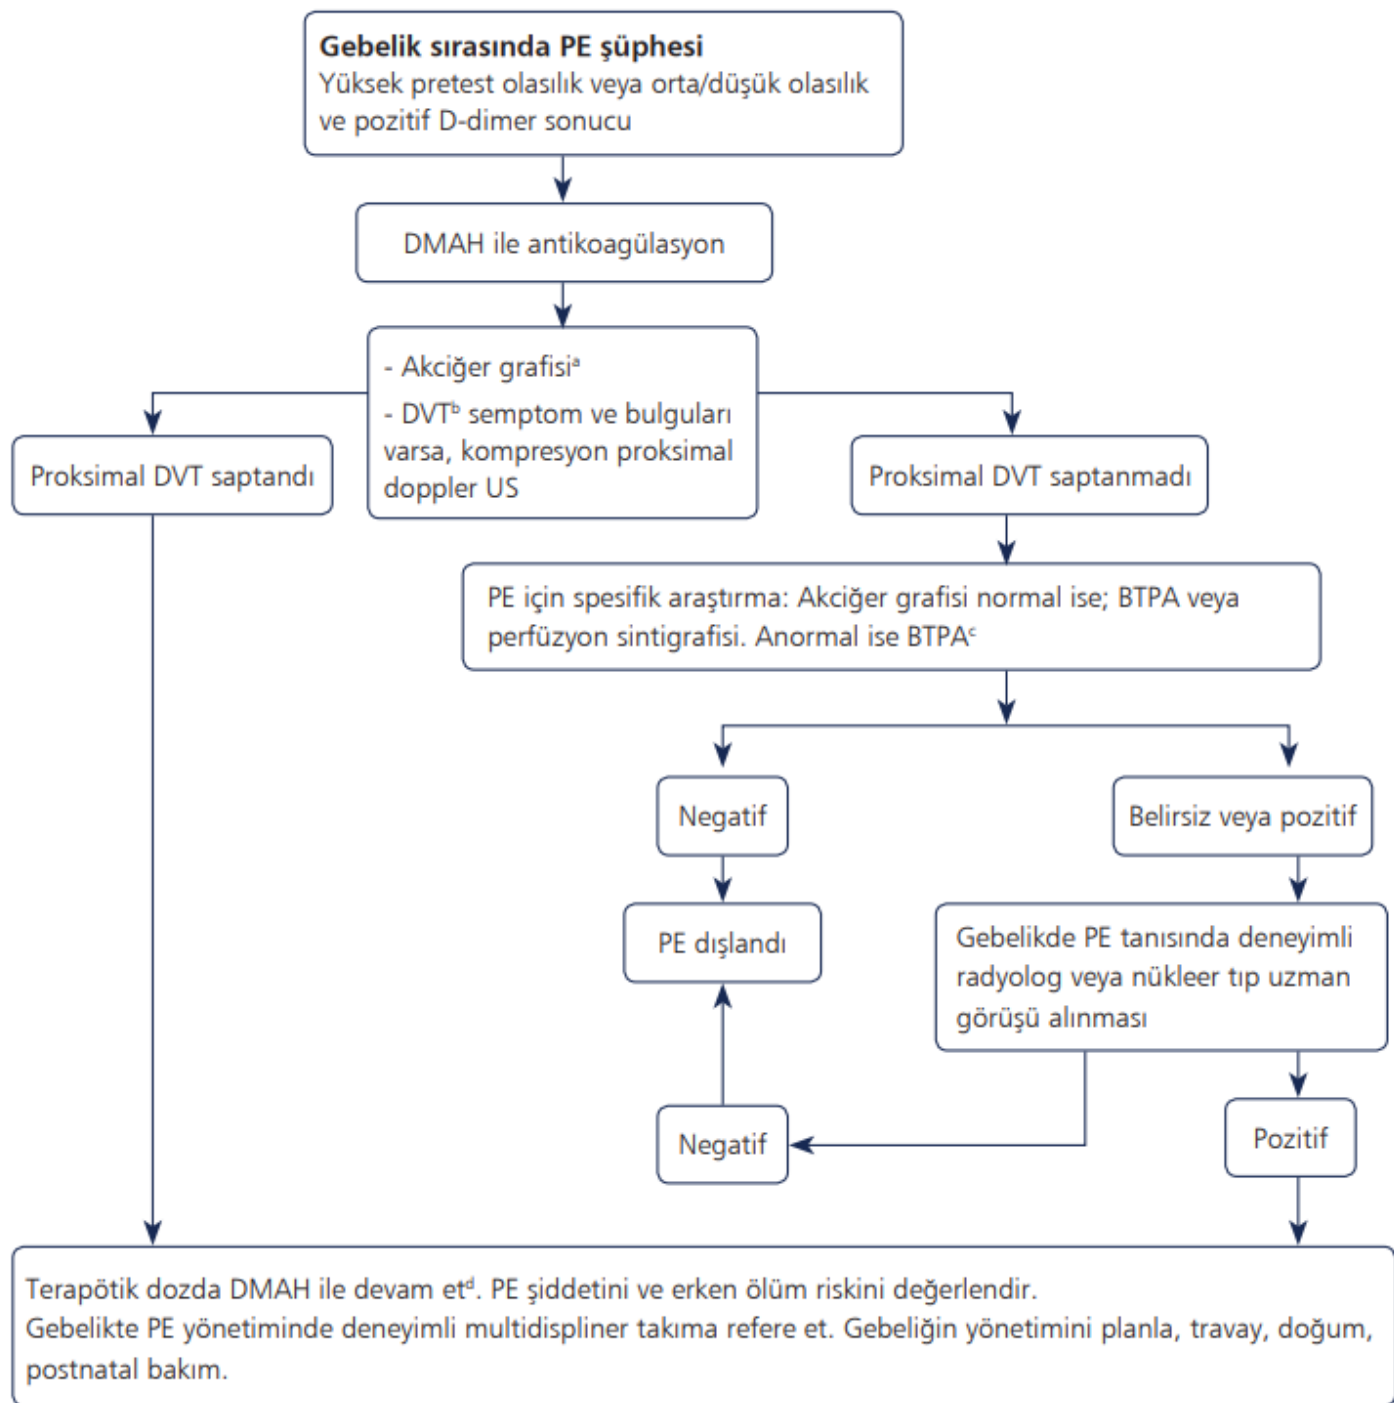 Gebelik sırasında PE şüphesi
Yüksek pretest olasılık veya orta/düşük olasılık
ve pozitif D-dimer sonucu
DMAH ile antikoagülasyon
- Akciğer grafisiᵃ
- DVTᵇ semptom ve bulguları
varsa, kompresyon proksimal
doppler US
Proksimal DVT saptandı
Proksimal DVT saptanmadı
PE için spesifik araştırma: Akciğer grafisi normal ise; BTPA veya
perfüzyon sintigrafisi. Anormal ise BTPAᶜ
Negatif
Belirsiz veya pozitif
PE dışlandı
Gebelikde PE tanısında deneyimli
radyolog veya nükleer tıp uzman
görüşü alınması
Negatif
Pozitif
Terapötik dozda DMAH ile devam etᵈ. PE şiddetini ve erken ölüm riskini değerlendir.
Gebelikte PE yönetiminde deneyimli multidispliner takıma refere et. Gebeliğin yönetimini planla, travay, doğum,
postnatal bakım.